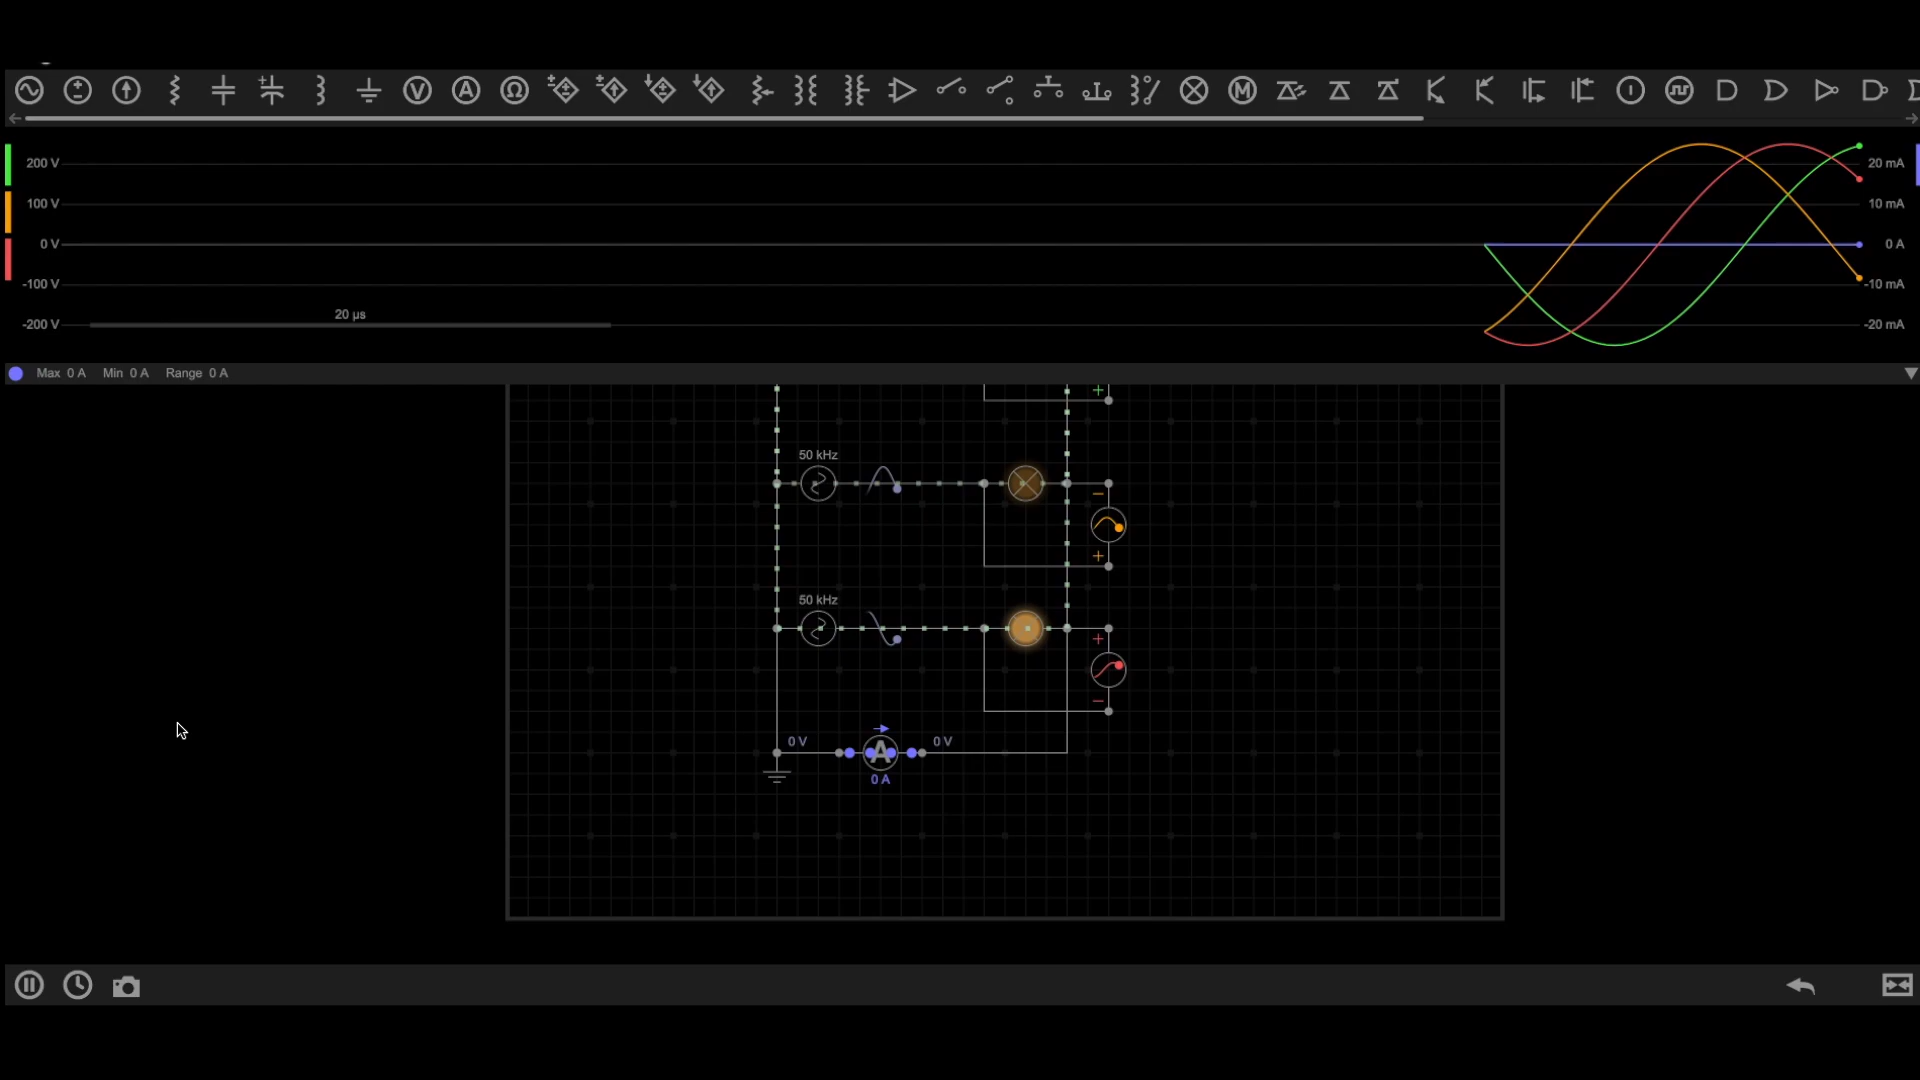 200 V
20 mA
100 V
10 mA
0 V
0 A
-100 V
-10 mA
20 µs
-200 V
-20 mA
Max 0 A Min 0 A Range 0 A
50 kHz
50 kHz
0 V
A
0 V
0 A